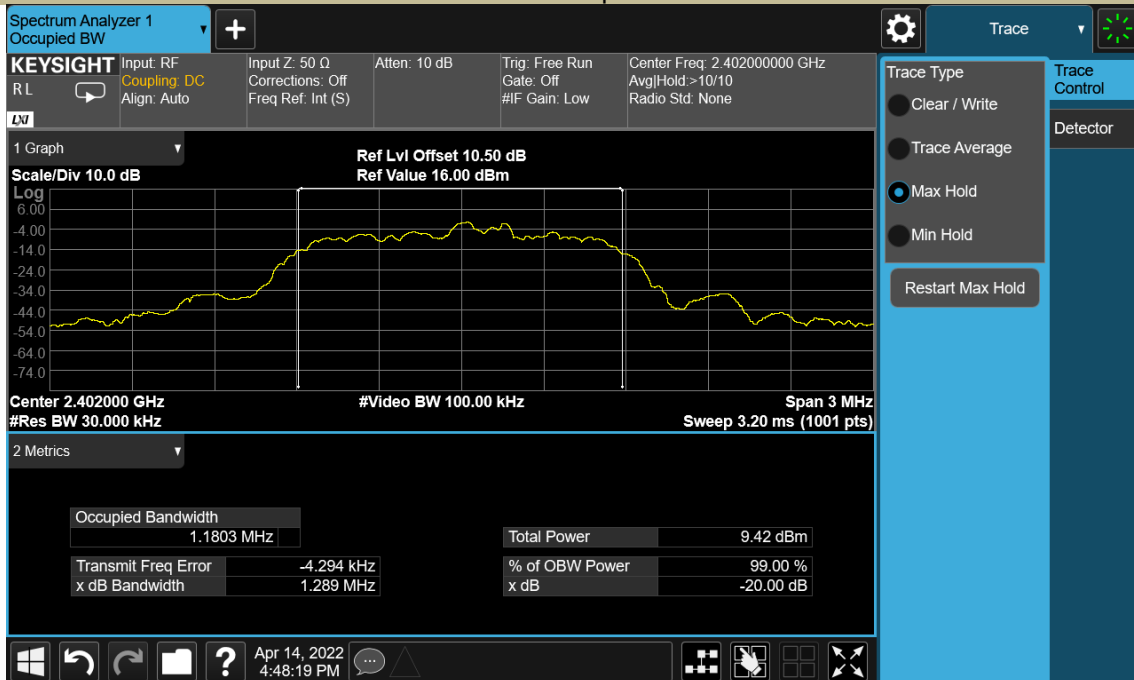 Spectrum Analyzer 1
Occupied BW
+
Trace
KEYSIGHT
R L
LXI
Input: RF
Coupling: DC
Align: Auto
Input Z: 50 Ω
Corrections: Off
Freq Ref: Int (S)
Atten: 10 dB
Trig: Free Run
Gate: Off
#IF Gain: Low
Center Freq: 2.402000000 GHz
Avg|Hold:>10/10
Radio Std: None
Trace Type
Clear / Write
Trace Average
Max Hold
Min Hold
Restart Max Hold
Trace
Control
Detector
1 Graph
Scale/Div 10.0 dB
Ref Lvl Offset 10.50 dB
Ref Value 16.00 dBm
Log
6.00
-4.00
-14.0
-24.0
-34.0
-44.0
-54.0
-64.0
-74.0
Center 2.402000 GHz
#Video BW 100.00 kHz
Span 3 MHz
#Res BW 30.000 kHz
Sweep 3.20 ms (1001 pts)
2 Metrics
Occupied Bandwidth
1.1803 MHz
Total Power 9.42 dBm
Transmit Freq Error -4.294 kHz
% of OBW Power 99.00 %
x dB Bandwidth 1.289 MHz
x dB -20.00 dB
?
Apr 14, 2022
4:48:19 PM